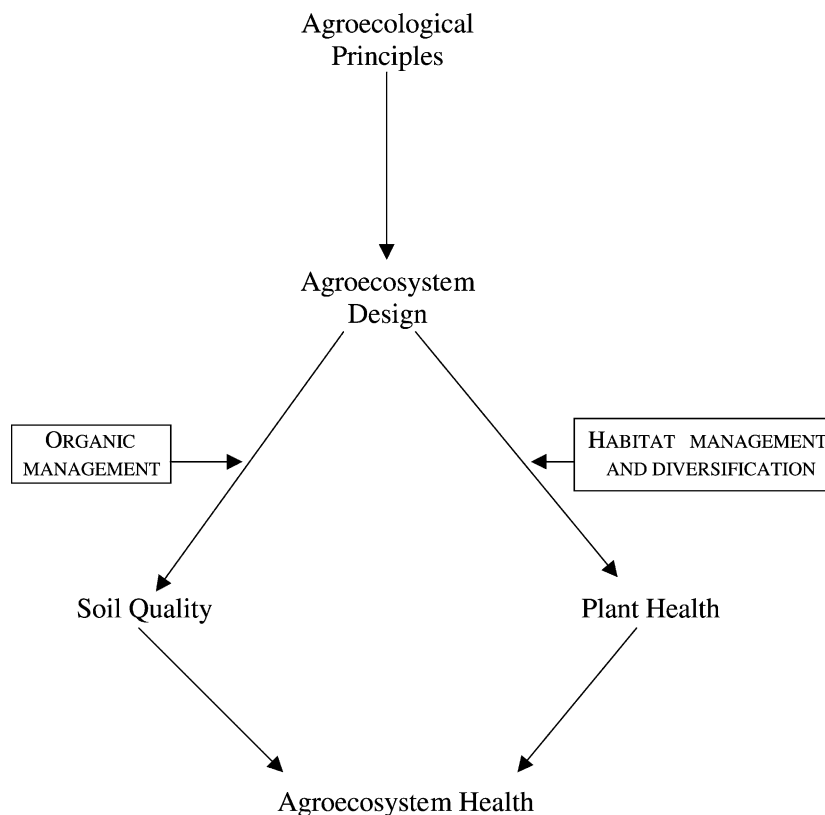 Agroecological
Principles
Agroecosystem
Design
ORGANIC
MANAGEMENT
HABITAT MANAGEMENT
AND DIVERSIFICATION
Soil Quality
Plant Health
Agroecosystem Health